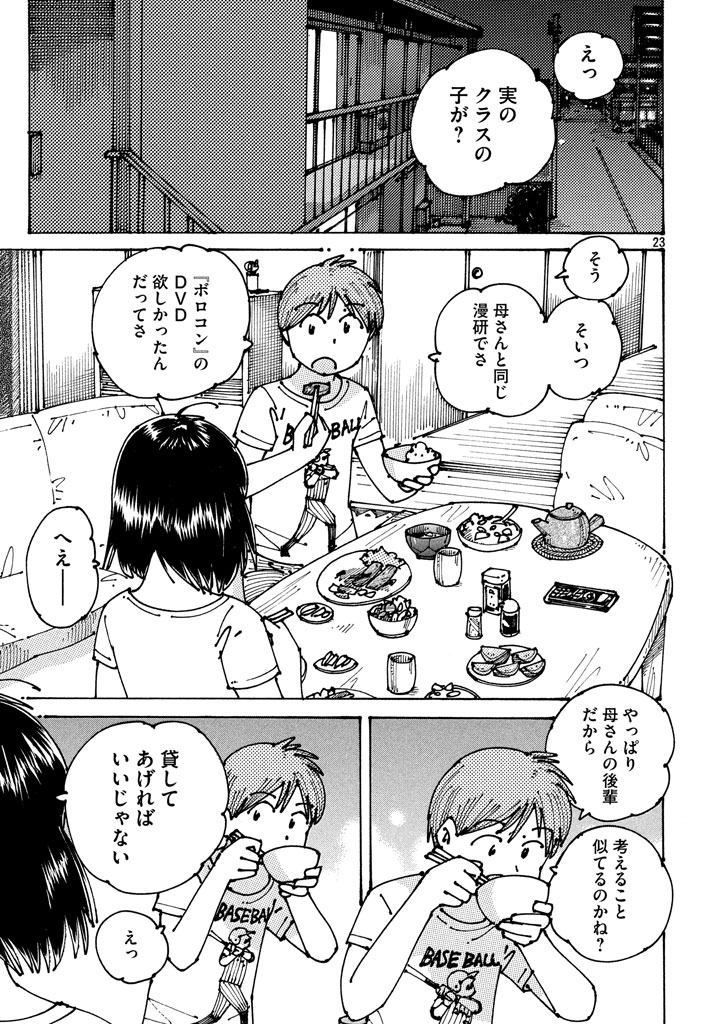 えっ
実の
クラスの
子が?
23
そう
そいつ
母さんと同じ
漫研でさ
『ボロコン』の
DVD
欲しかったん
だってさ
BASEBALL
へえ——
やっぱり
母さんの後輩
だから
考えること
似てるのかね?
BASEBALL
貸して
あげれば
いいじゃない
えっ
BASEBALL